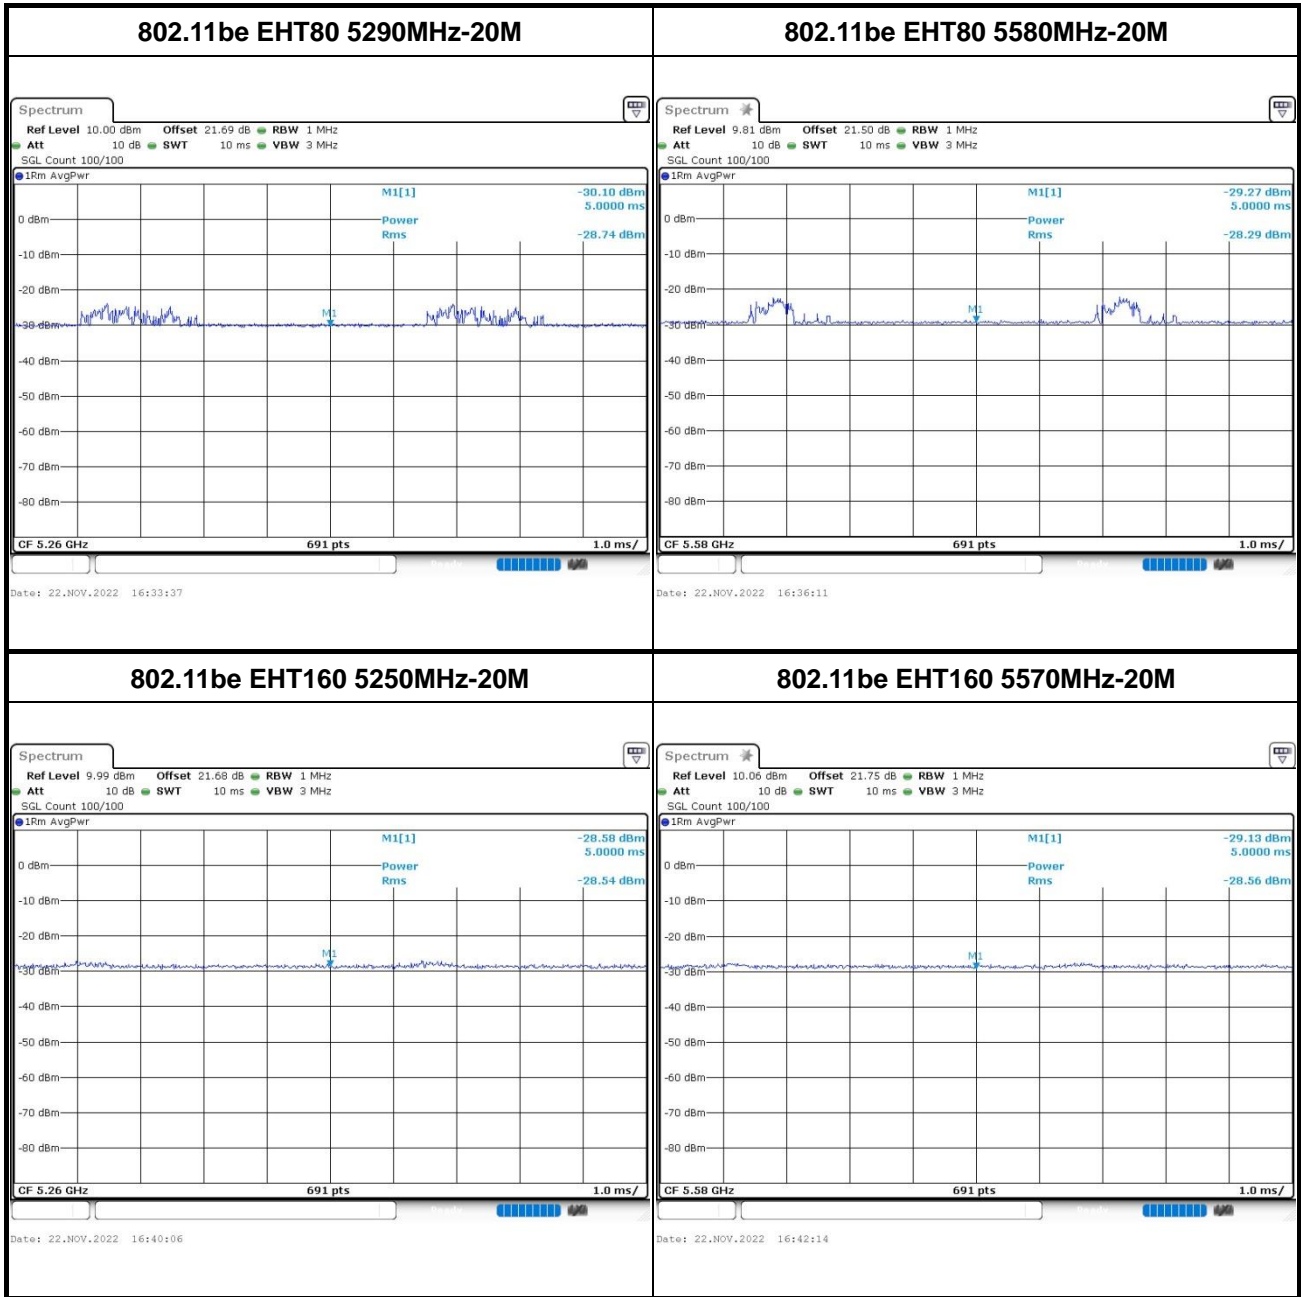 802.11be EHT80 5290MHz-20M
Spectrum
Ref Level 10.00 dBm Offset 21.69 dB RBW 1 MHz
Att 10 dB SWT 10 ms VBW 3 MHz
SGL Count 100/100
1Rm AvgPwr
M1[1] -30.10 dBm
5.0000 ms
0 dBm
Power
Rms -28.74 dBm
-10 dBm
-20 dBm
M1
-30 dBm
-40 dBm
-50 dBm
-60 dBm
-70 dBm
-80 dBm
CF 5.26 GHz 691 pts 1.0 ms/
Date: 22.NOV.2022 16:33:37
802.11be EHT80 5580MHz-20M
Spectrum
Ref Level 9.81 dBm Offset 21.50 dB RBW 1 MHz
Att 10 dB SWT 10 ms VBW 3 MHz
SGL Count 100/100
1Rm AvgPwr
M1[1] -29.27 dBm
5.0000 ms
0 dBm
Power
Rms -28.29 dBm
-10 dBm
-20 dBm
M1
-30 dBm
-40 dBm
-50 dBm
-60 dBm
-70 dBm
-80 dBm
CF 5.58 GHz 691 pts 1.0 ms/
Date: 22.NOV.2022 16:36:11
802.11be EHT160 5250MHz-20M
Spectrum
Ref Level 9.99 dBm Offset 21.68 dB RBW 1 MHz
Att 10 dB SWT 10 ms VBW 3 MHz
SGL Count 100/100
1Rm AvgPwr
M1[1] -28.58 dBm
5.0000 ms
0 dBm
Power
Rms -28.54 dBm
-10 dBm
-20 dBm
M1
-30 dBm
-40 dBm
-50 dBm
-60 dBm
-70 dBm
-80 dBm
CF 5.26 GHz 691 pts 1.0 ms/
Date: 22.NOV.2022 16:40:06
802.11be EHT160 5570MHz-20M
Spectrum
Ref Level 10.06 dBm Offset 21.75 dB RBW 1 MHz
Att 10 dB SWT 10 ms VBW 3 MHz
SGL Count 100/100
1Rm AvgPwr
M1[1] -29.13 dBm
5.0000 ms
0 dBm
Power
Rms -28.56 dBm
-10 dBm
-20 dBm
M1
-30 dBm
-40 dBm
-50 dBm
-60 dBm
-70 dBm
-80 dBm
CF 5.58 GHz 691 pts 1.0 ms/
Date: 22.NOV.2022 16:42:14